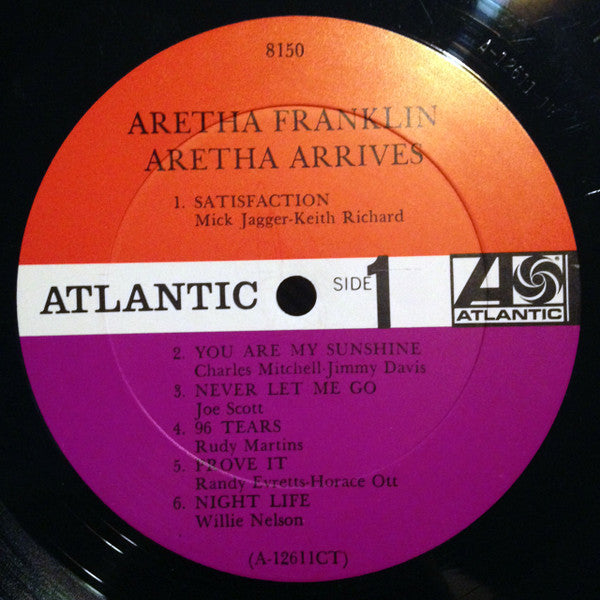 8150
ARETHA FRANKLIN
ARETHA ARRIVES
1. SATISFACTION
Mick Jagger-Keith Richard
ATLANTIC
SIDE 1
ATLANTIC
®
2. YOU ARE MY SUNSHINE
Charles Mitchell-Jimmy Davis
3. NEVER LET ME GO
Joe Scott
4. 96 TEARS
Rudy Martins
5. PROVE IT
Randy Evretts-Horace Ott
6. NIGHT LIFE
Willie Nelson
(A-12611CT)
A-12611